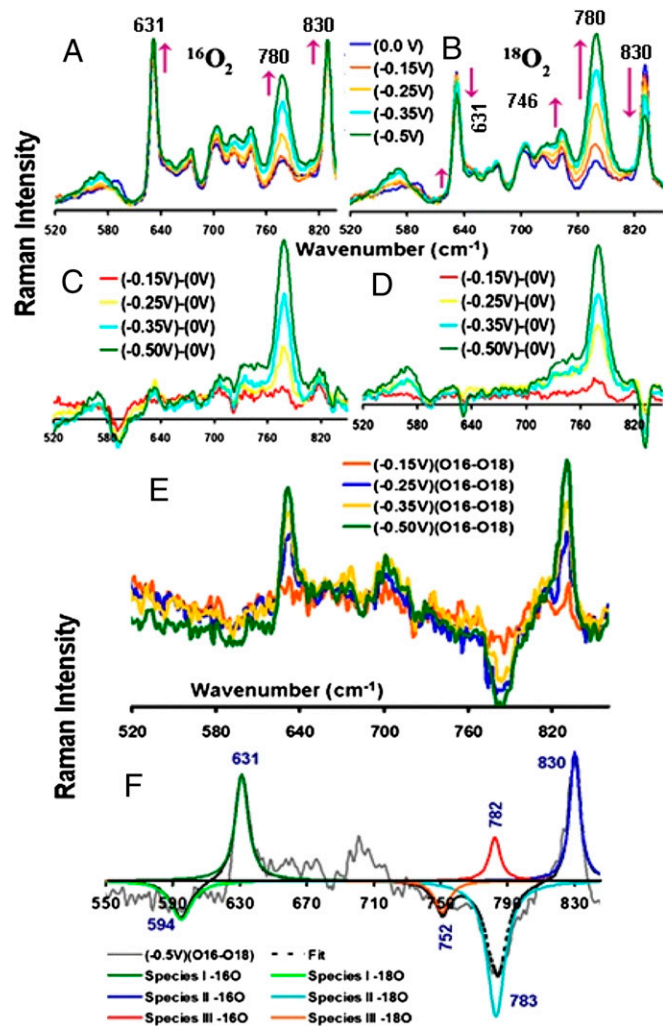 A
631
16O2
780
830
(0.0 V)
(-0.15V)
(-0.25V)
(-0.35V)
(-0.5V)
B
18O2
780
830
746
631
520 580 640 700 760 820
520 580 640 700 760 820
Wavenumber (cm-1)
Raman Intensity
C
(-0.15V)-(0V)
(-0.25V)-(0V)
(-0.35V)-(0V)
(-0.50V)-(0V)
D
(-0.15V)-(0V)
(-0.25V)-(0V)
(-0.35V)-(0V)
(-0.50V)-(0V)
520 580 640 700 760 820
520 580 640 700 760 820
E
(-0.15V)(O16-O18)
(-0.25V)(O16-O18)
(-0.35V)(O16-O18)
(-0.50V)(O16-O18)
Wavenumber (cm-1)
520 580 640 700 760 820
Raman Intensity
F
631
830
782
550 590 630 670 710 750 790 830
594
752
783
(-0.5V)(O16-O18)
Fit
Species I -16O
Species I -18O
Species II -16O
Species II -18O
Species III -16O
Species III -18O